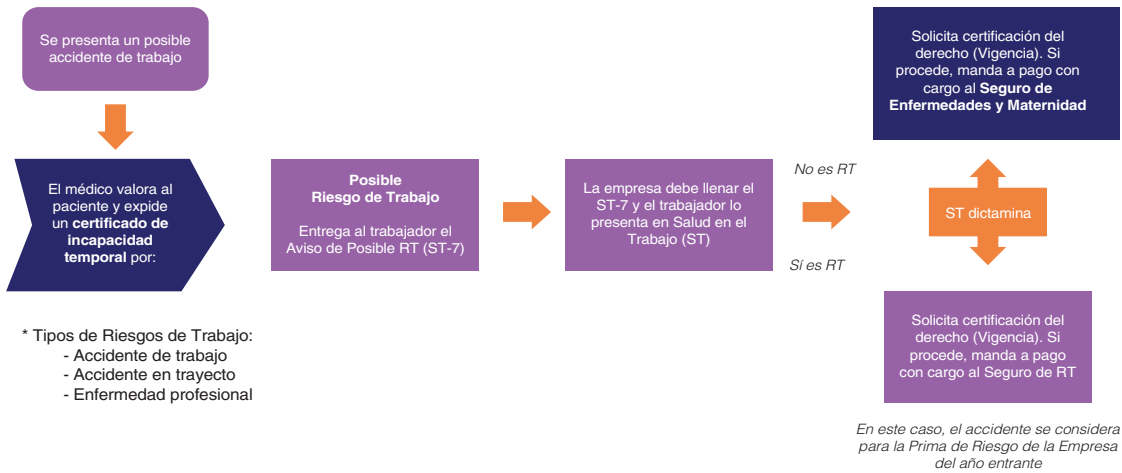 Se presenta un posible
accidente de trabajo
El médico valora al
paciente y expide
un certificado de
incapacidad
temporal por:
Posible
Riesgo de Trabajo
Entrega al trabajador el
Aviso de Posible RT (ST-7)
La empresa debe llenar el
ST-7 y el trabajador lo
presenta en Salud en el
Trabajo (ST)
No es RT
Sí es RT
Solicita certificación del
derecho (Vigencia). Si
procede, manda a pago con
cargo al Seguro de
Enfermedades y Maternidad
ST dictamina
Solicita certificación del
derecho (Vigencia). Si
procede, manda a pago
con cargo al Seguro de RT
En este caso, el accidente se considera
para la Prima de Riesgo de la Empresa
del año entrante
* Tipos de Riesgos de Trabajo:
- Accidente de trabajo
- Accidente en trayecto
- Enfermedad profesional